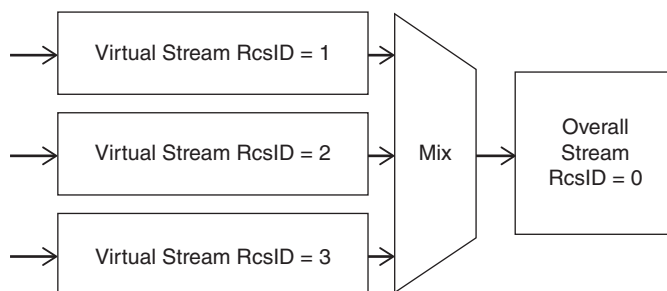 Virtual Stream RcsID = 1
Virtual Stream RcsID = 2
Virtual Stream RcsID = 3
Mix
Overall
Stream
RcsID = 0